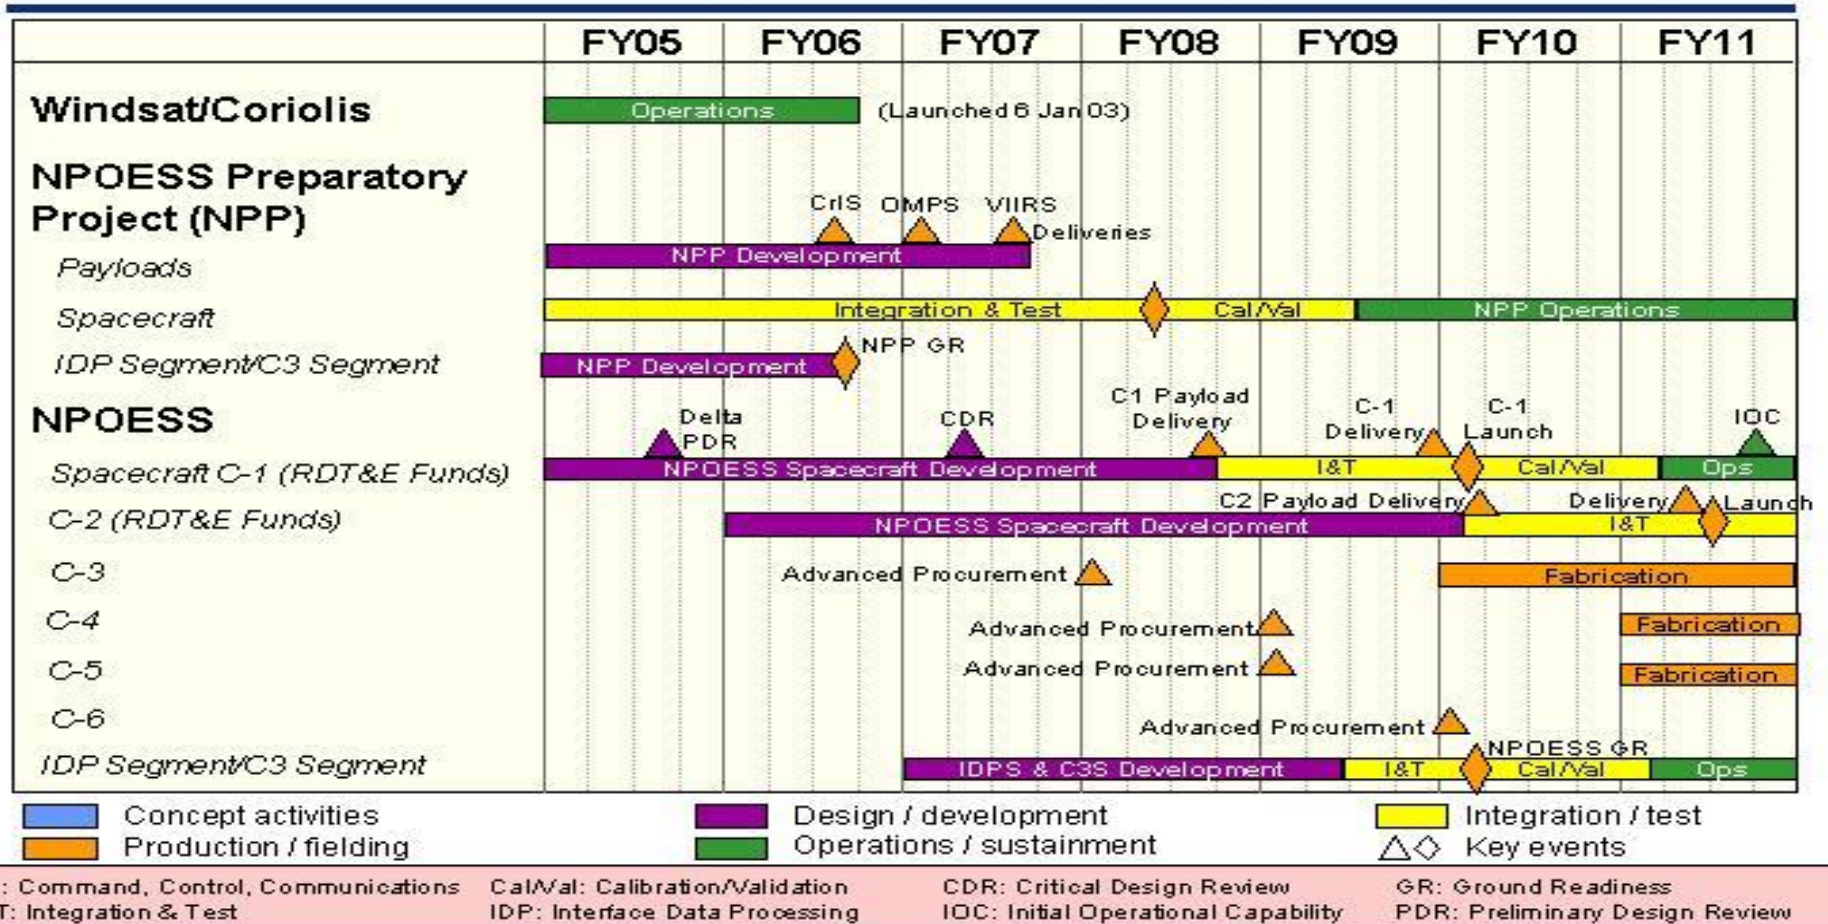 FY05 FY06 FY07 FY08 FY09 FY10 FY11
Windsat/Coriolis
Operations (Launched 6 Jan 03)
NPOESS Preparatory
Project (NPP)
CrIS OMPS VIIRS
Deliveries
Payloads
NPP Development
Spacecraft
Integration & Test Cal/Val NPP Operations
IDP Segment/C3 Segment
NPP Development NPP GR
NPOESS
Delta
PDR
CDR
C1 Payload
Delivery
C-1
Delivery
C-1
Launch
IOC
Spacecraft C-1 (RDT&E Funds)
NPOESS Spacecraft Development I&T Cal/Val Ops
C2 Payload Delivery Delivery Launch
C-2 (RDT&E Funds)
NPOESS Spacecraft Development I&T
C-3 Advanced Procurement Fabrication
C-4 Advanced Procurement Fabrication
C-5 Advanced Procurement Fabrication
C-6 Advanced Procurement
NPOESS GR
IDP Segment/C3 Segment IDPS & C3S Development I&T Cal/Val Ops
Concept activities Design / development Integration / test
Production / fielding Operations / sustainment Key events
: Command, Control, Communications Cal/Val: Calibration/Validation CDR: Critical Design Review GR: Ground Readiness
T: Integration & Test IDP: Interface Data Processing IOC: Initial Operational Capability PDR: Preliminary Design Review